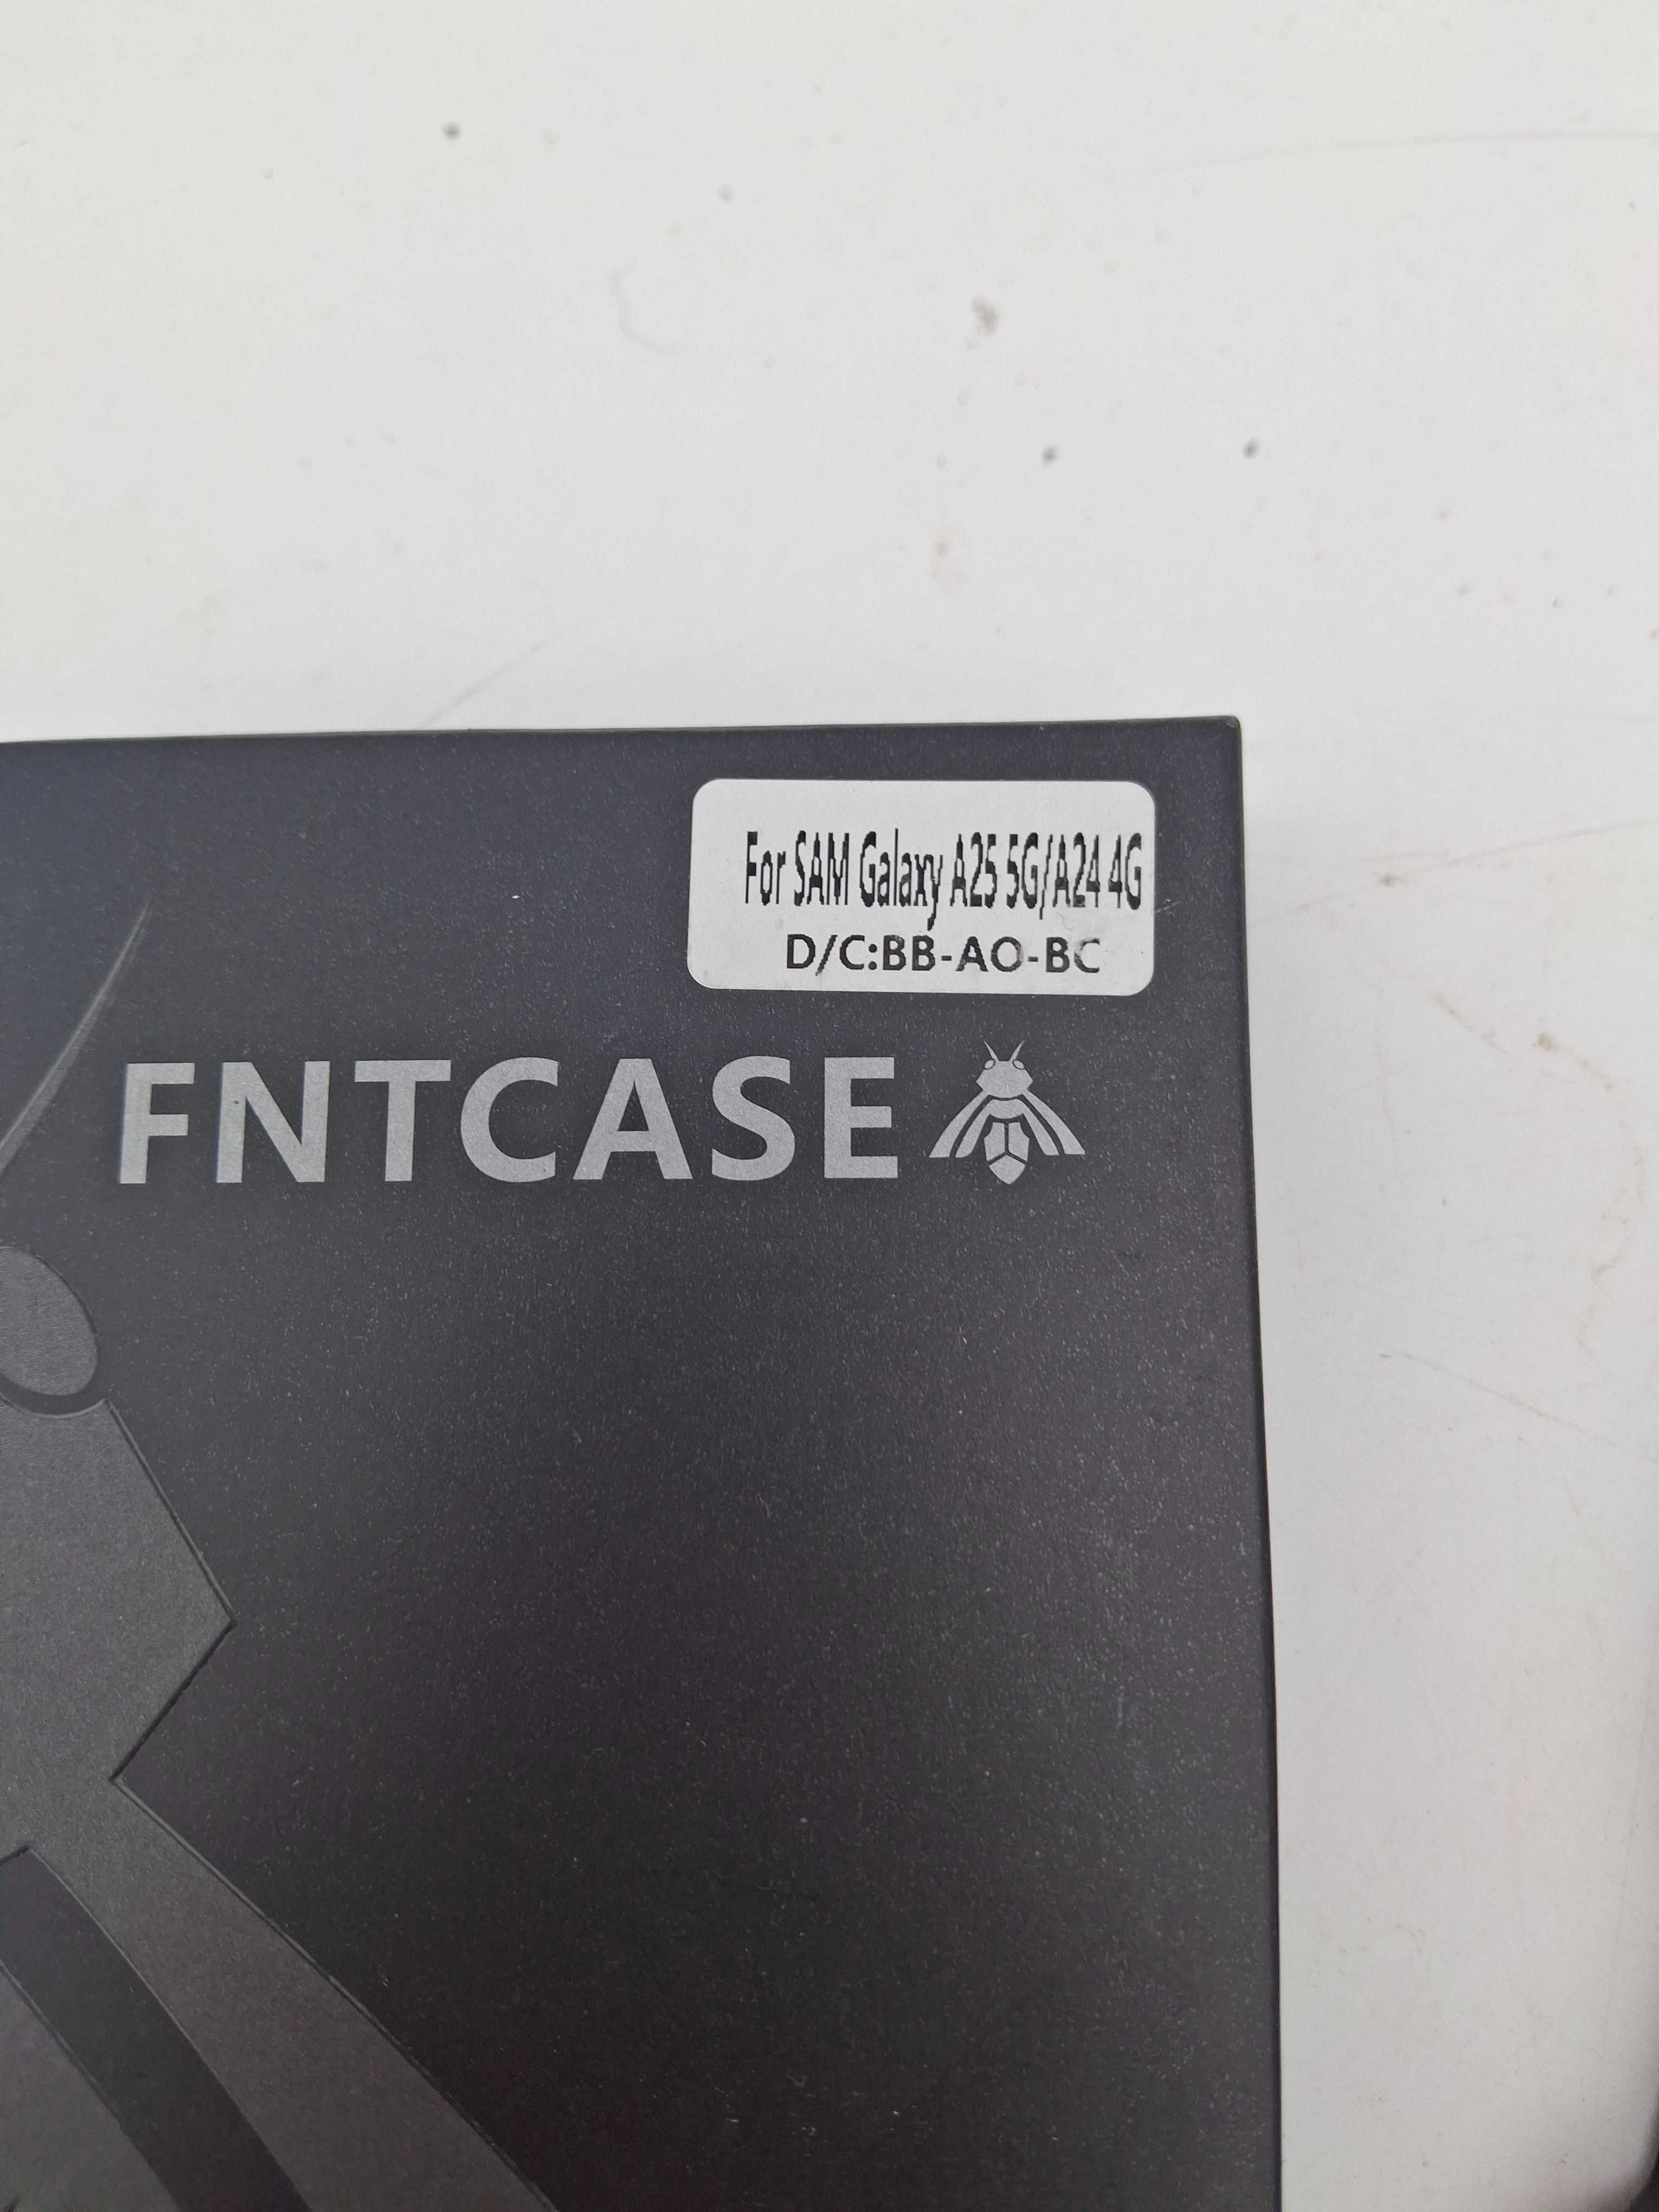 For SAM Galaxy A25 5G/A24 4G
D/C:BB-AO-BC
FNTCASE